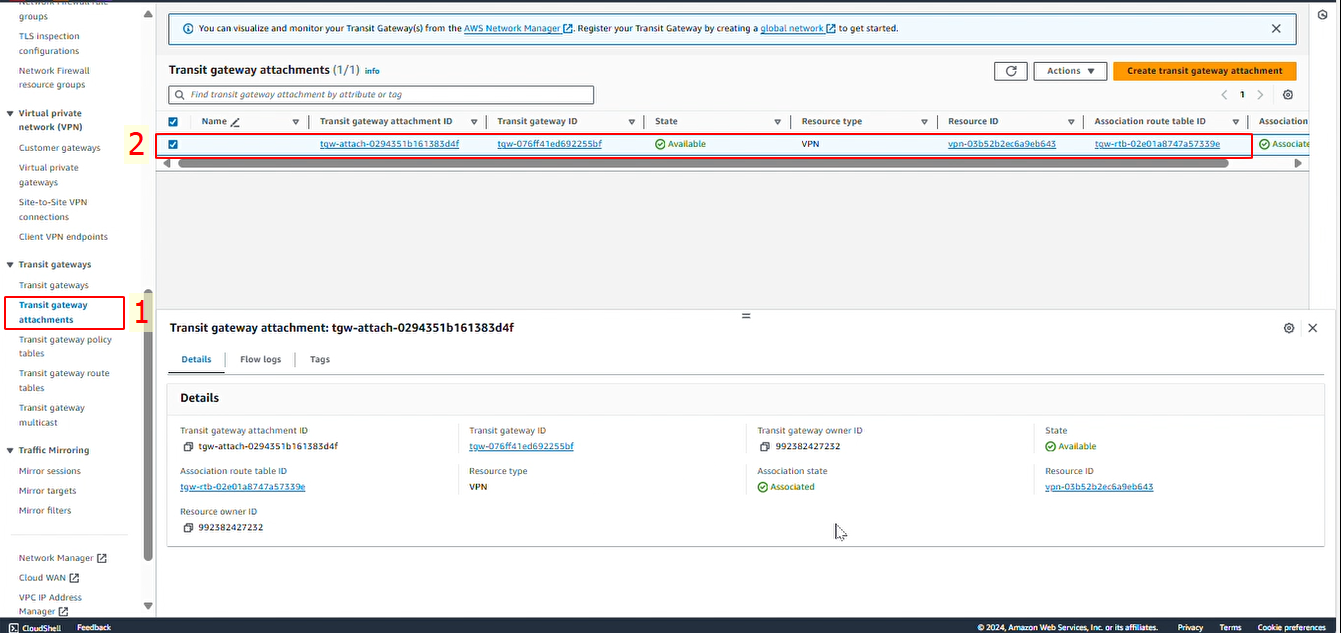 Network Firewall rule
groups
TLS inspection
configurations
Network Firewall
resource groups
Virtual private
network (VPN)
Customer gateways
Virtual private
gateways
Site-to-Site VPN
connections
Client VPN endpoints
Transit gateways
Transit gateways
Transit gateway
attachments
1
Transit gateway policy
tables
Transit gateway route
tables
Transit gateway
multicast
Traffic Mirroring
Mirror sessions
Mirror targets
Mirror filters
Network Manager
Cloud WAN
VPC IP Address
Manager
You can visualize and monitor your Transit Gateway(s) from the AWS Network Manager. Register your Transit Gateway by creating a global network to get started.
Transit gateway attachments (1/1) info
Actions
Create transit gateway attachment
Find transit gateway attachment by attribute or tag
1
Name Transit gateway attachment ID Transit gateway ID State Resource type Resource ID Association route table ID Association
2
tgw-attach-0294351b161383d4f tgw-076ff41ed692255bf Available VPN vpn-03b52b2ec6a9eb643 tgw-rtb-02e01a8747a57339e Associate
Transit gateway attachment: tgw-attach-0294351b161383d4f
Details Flow logs Tags
Details
Transit gateway attachment ID Transit gateway ID Transit gateway owner ID State
tgw-attach-0294351b161383d4f tgw-076ff41ed692255bf 992382427232 Available
Association route table ID Resource type Association state Resource ID
tgw-rtb-02e01a8747a57339e VPN Associated vpn-03b52b2ec6a9eb643
Resource owner ID
992382427232
CloudShell Feedback © 2024, Amazon Web Services, Inc. or its affiliates. Privacy Terms Cookie preferences